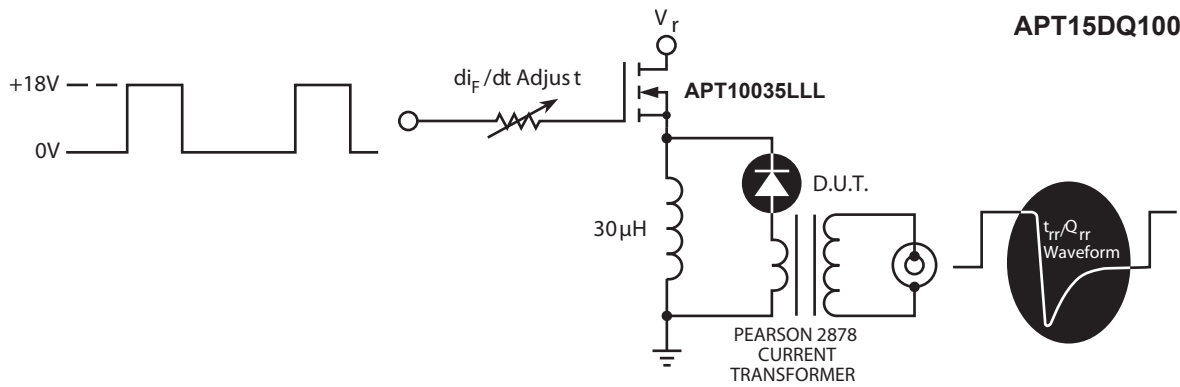 V r
APT15DQ100
+18V
0V
di F /dt Adjus t
APT10035LLL
30µH
D.U.T.
PEARSON 2878
CURRENT
TRANSFORMER
t rr /Q rr
Waveform